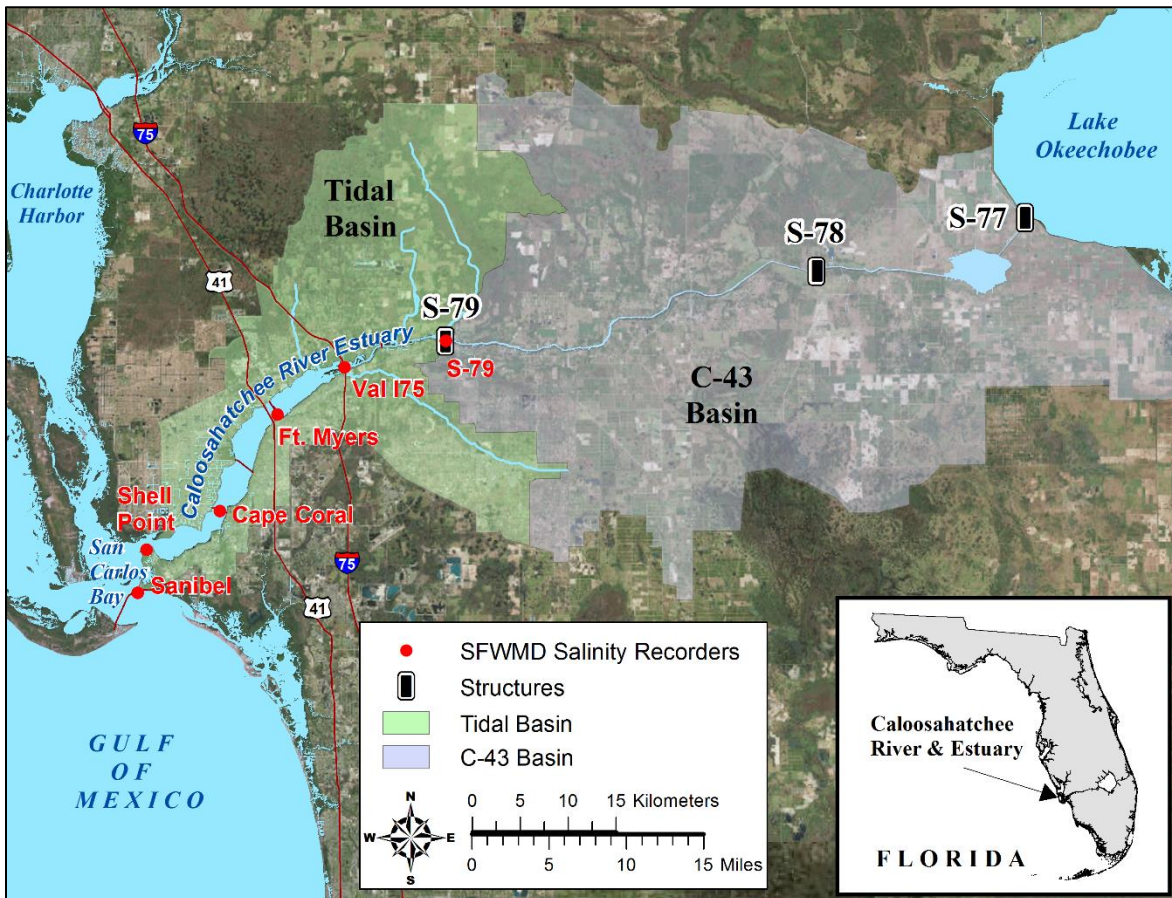 Lake
Okeechobee
75
Charlotte
Harbor
Tidal
Basin
S-77
S-78
41
S-79
S-79
Caloosahatchee River Estuary
Val I75
C-43
Basin
Ft. Myers
Shell
Point
Cape Coral
San
Carlos
Bay
Sanibel
75
41
GULF
OF
MEXICO
SFWMD Salinity Recorders
Structures
Tidal Basin
C-43 Basin
N
W E
S
0 5 10 15 Kilometers
0 5 10 15 Miles
Caloosahatchee
River & Estuary
FLORIDA